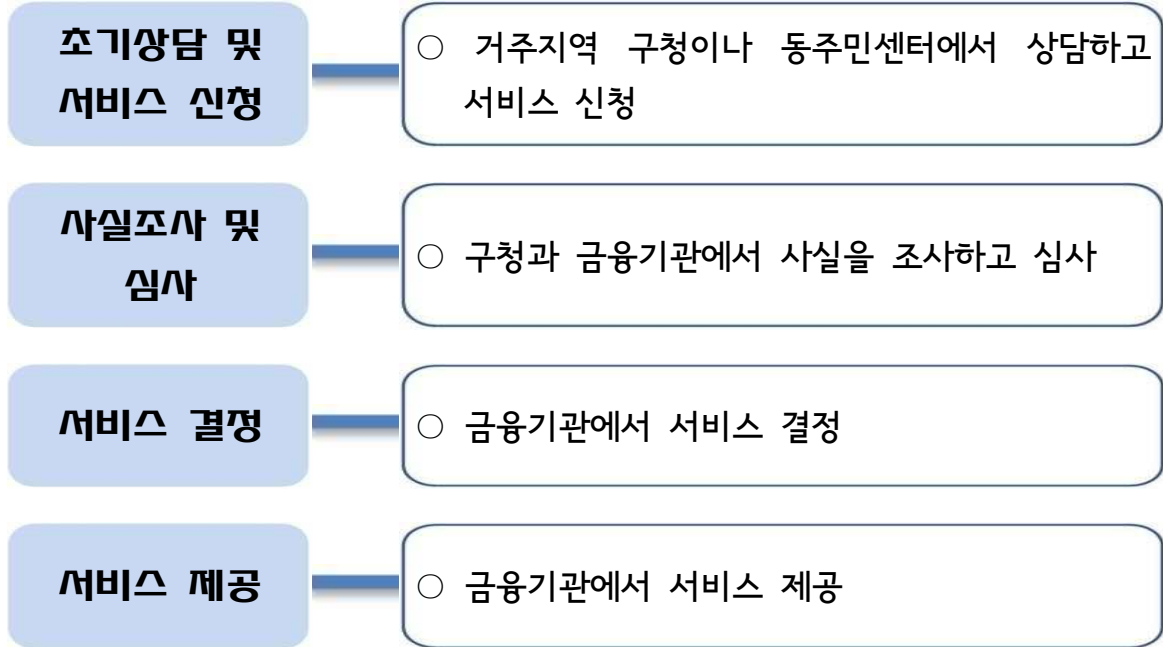 초기상담 및
서비스 신청
○ 거주지역 구청이나 동주민센터에서 상담하고
서비스 신청
사실조사 및
심사
○ 구청과 금융기관에서 사실을 조사하고 심사
서비스 결정
○ 금융기관에서 서비스 결정
서비스 제공
○ 금융기관에서 서비스 제공